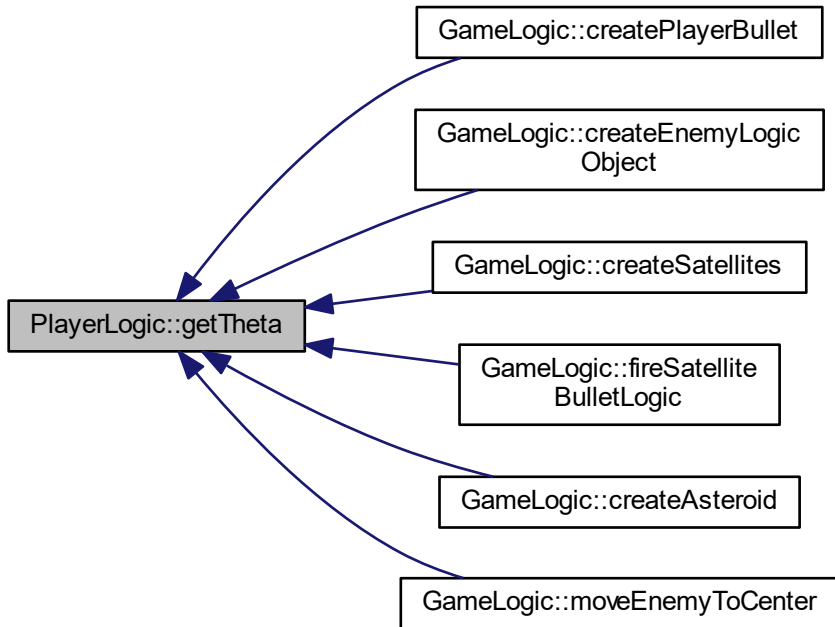 GameLogic::createPlayerBullet
GameLogic::createEnemyLogic
Object
GameLogic::createSatellites
PlayerLogic::getTheta
GameLogic::fireSatellite
BulletLogic
GameLogic::createAsteroid
GameLogic::moveEnemyToCenter